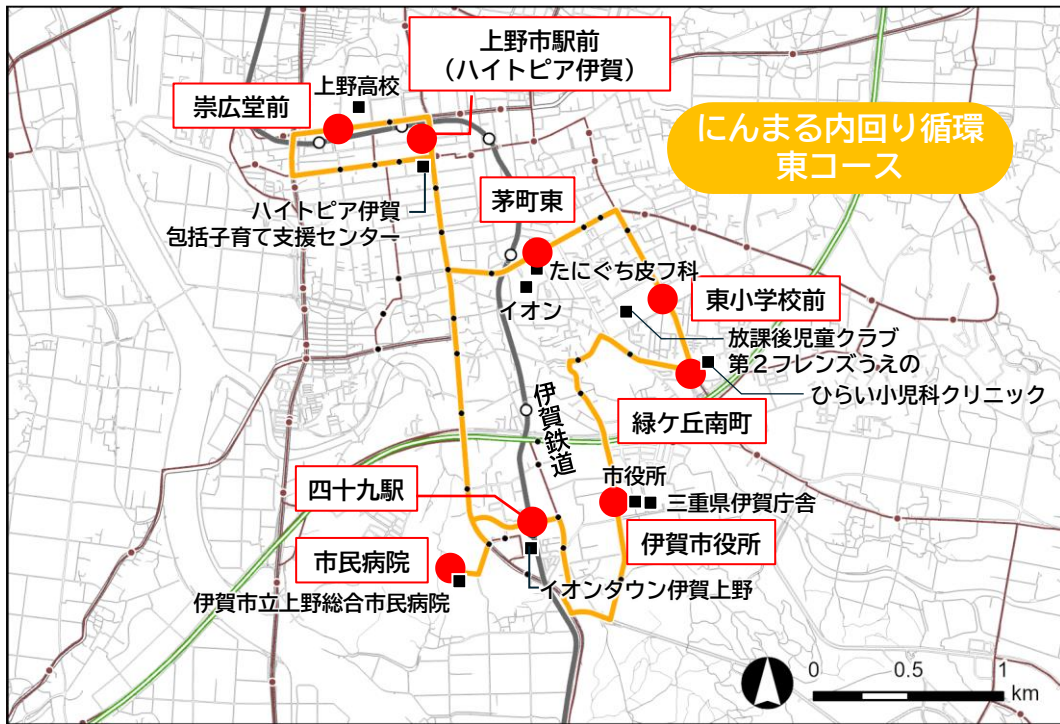 上野市駅前
（ハイトピア伊賀）
上野高校
崇広堂前
にんまる内回り循環
東コース
ハイトピア伊賀
包括子育て支援センター
茅町東
たにぐち皮フ科
イオン
東小学校前
放課後児童クラブ
第２フレンズうえの
ひらい小児科クリニック
緑ケ丘南町
伊賀鉄道
四十九駅
市役所
三重県伊賀庁舎
伊賀市役所
市民病院
イオンタウン伊賀上野
伊賀市立上野総合市民病院
0 0.5 1
km